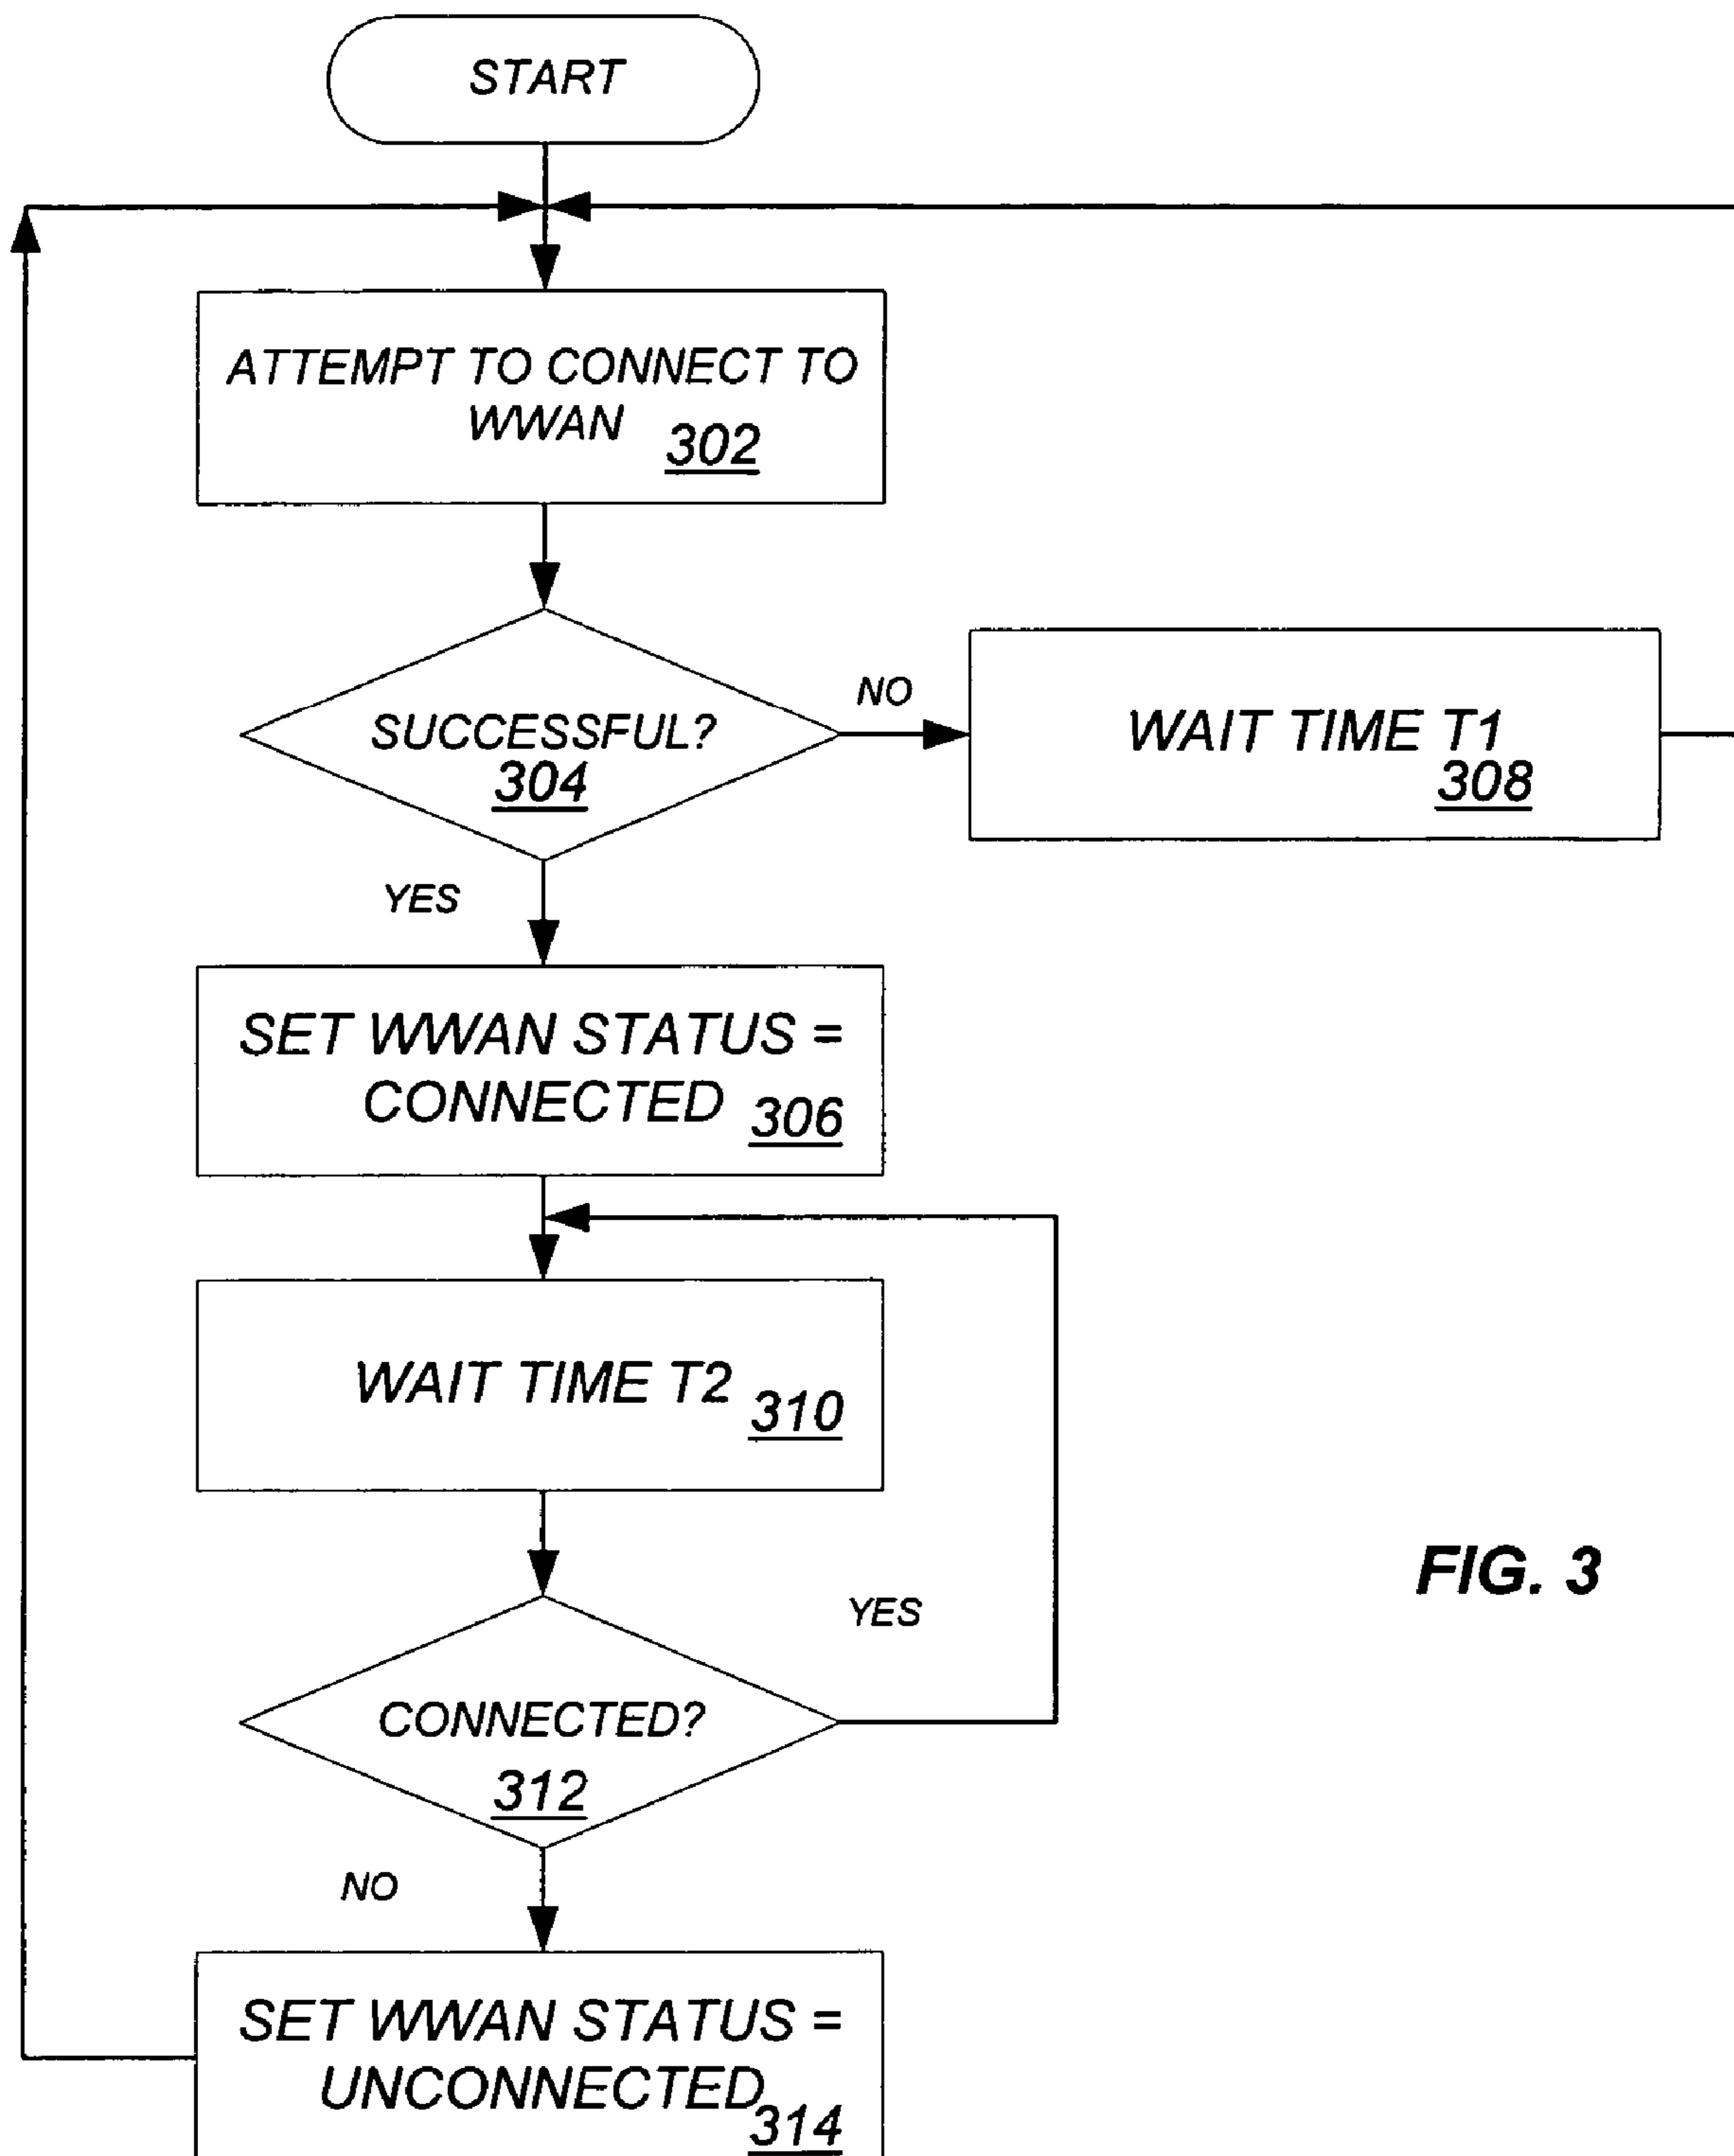 START
ATTEMPT TO CONNECT TO
WWAN 302
SUCCESSFUL?
304
NO
WAIT TIME T1
308
YES
SET WWAN STATUS =
CONNECTED 306
WAIT TIME T2 310
CONNECTED?
312
YES
NO
SET WWAN STATUS =
UNCONNECTED 314
FIG. 3